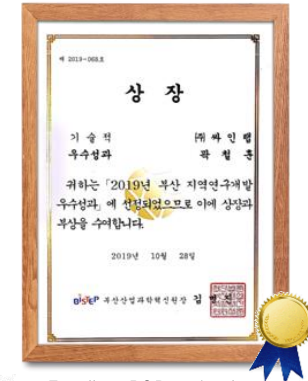 제 2019-068호
상 장
기술적 ㈜싸인랩
우수성과 곽 철 훈
귀하는 「2019년 부산 지역연구개발
우수성과」에 선정되었으므로 이에 상장과
부상을 수여합니다.
2019년 10월 28일
BISTEP 부산산업과학혁신원장 김